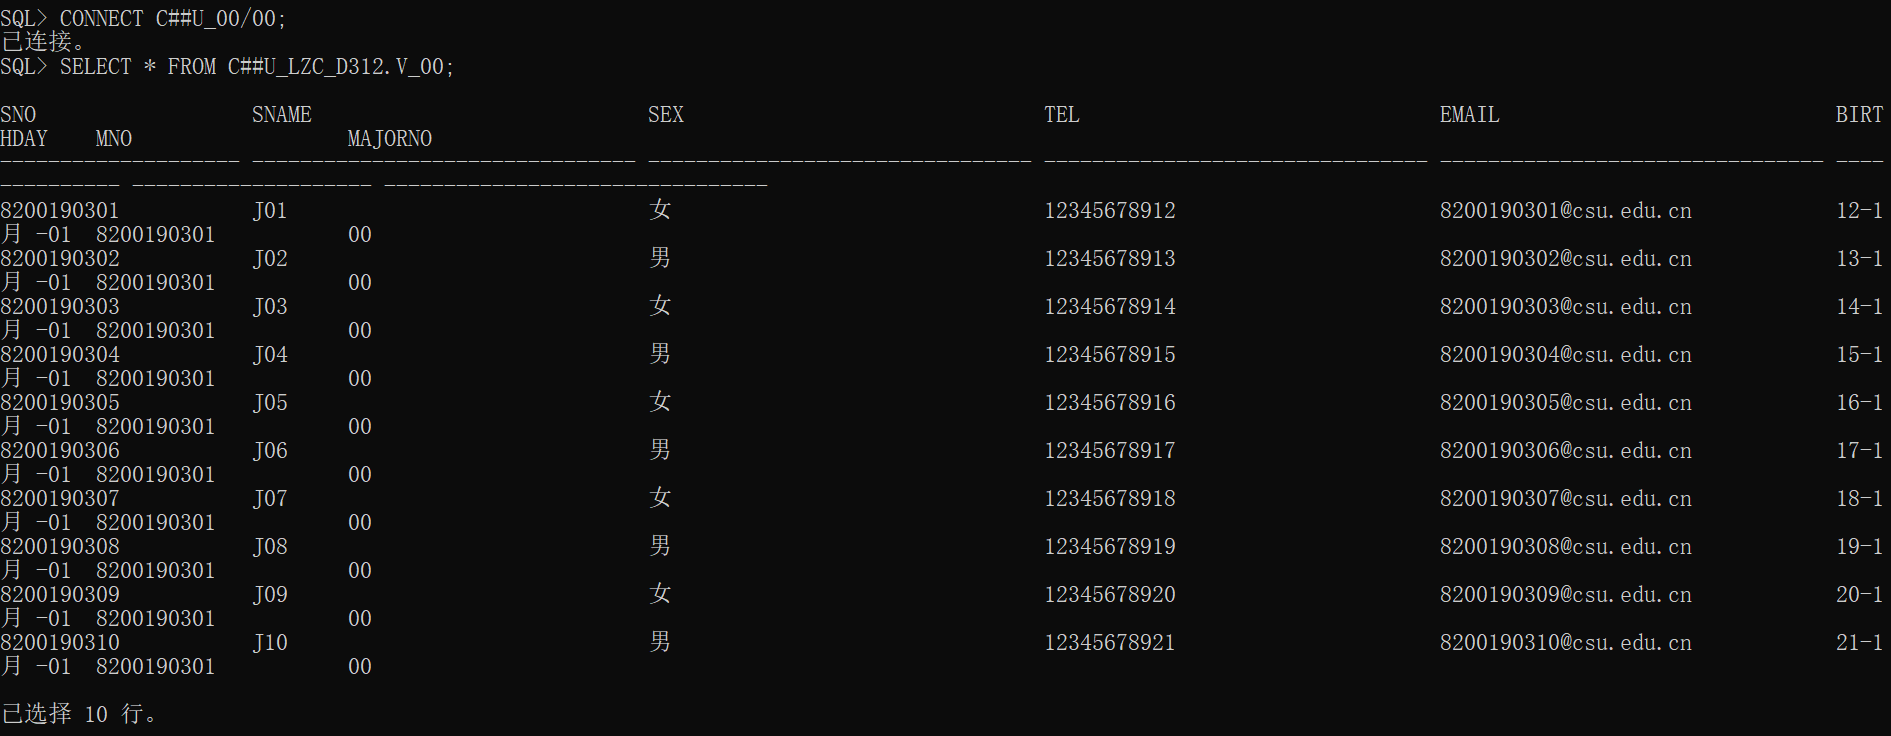 SQL> CONNECT C##U_00/00;
已连接。
SQL> SELECT * FROM C##U_LZC_D312.V_00;
SNO SNAME SEX TEL EMAIL BIRT
HDAY MNO MAJORNO
-------------------- -------------------------------- -------------------------------- -------------------------------- -------------------------------- ----
---------- -------------------- --------------------------------
8200190301 J01 女 12345678912 8200190301@csu.edu.cn 12-1
月 -01 8200190301 00
8200190302 J02 男 12345678913 8200190302@csu.edu.cn 13-1
月 -01 8200190301 00
8200190303 J03 女 12345678914 8200190303@csu.edu.cn 14-1
月 -01 8200190301 00
8200190304 J04 男 12345678915 8200190304@csu.edu.cn 15-1
月 -01 8200190301 00
8200190305 J05 女 12345678916 8200190305@csu.edu.cn 16-1
月 -01 8200190301 00
8200190306 J06 男 12345678917 8200190306@csu.edu.cn 17-1
月 -01 8200190301 00
8200190307 J07 女 12345678918 8200190307@csu.edu.cn 18-1
月 -01 8200190301 00
8200190308 J08 男 12345678919 8200190308@csu.edu.cn 19-1
月 -01 8200190301 00
8200190309 J09 女 12345678920 8200190309@csu.edu.cn 20-1
月 -01 8200190301 00
8200190310 J10 男 12345678921 8200190310@csu.edu.cn 21-1
月 -01 8200190301 00
已选择 10 行。